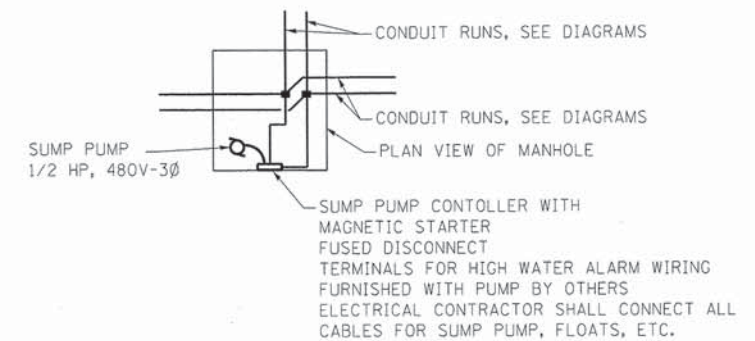 CONDUIT RUNS, SEE DIAGRAMS
CONDUIT RUNS, SEE DIAGRAMS
PLAN VIEW OF MANHOLE
SUMP PUMP
1/2 HP, 480V-3Ø
SUMP PUMP CONTOLLER WITH
MAGNETIC STARTER
FUSED DISCONNECT
TERMINALS FOR HIGH WATER ALARM WIRING
FURNISHED WITH PUMP BY OTHERS
ELECTRICAL CONTRACTOR SHALL CONNECT ALL
CABLES FOR SUMP PUMP, FLOATS, ETC.